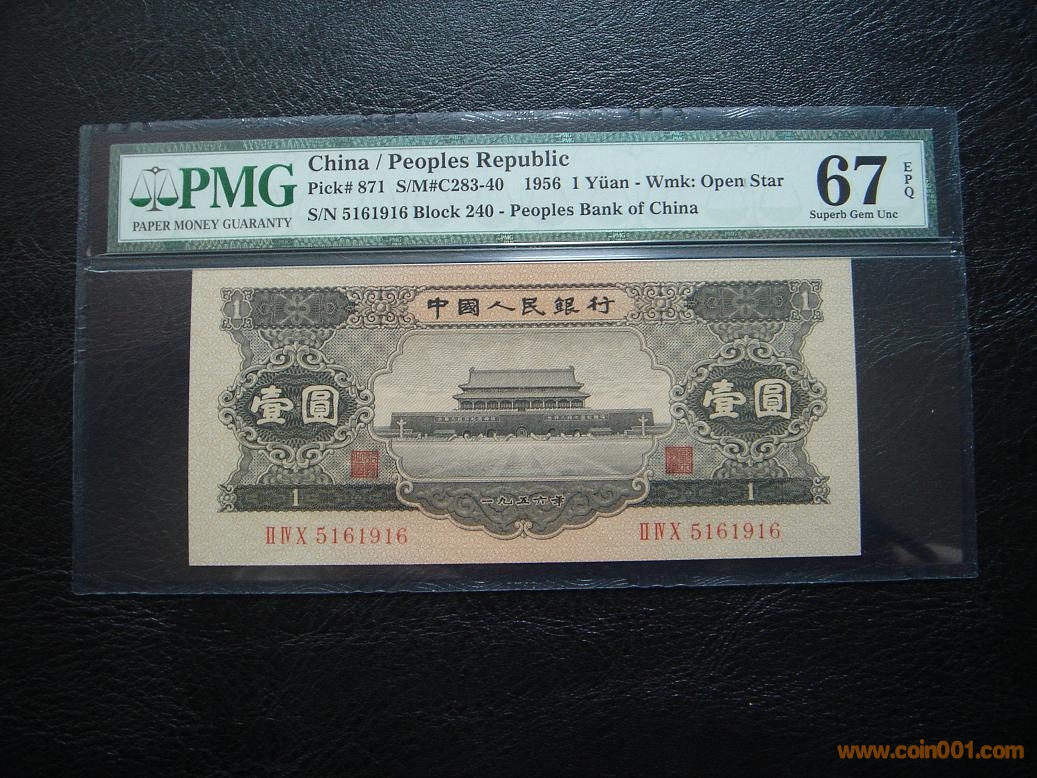 PMG
PAPER MONEY GUARANTY
China / Peoples Republic
Pick# 871 S/M#C283-40 1956 1 Yüan - Wmk: Open Star
S/N 5161916 Block 240 - Peoples Bank of China
67
EPQ
Superb Gem Unc
1
中國人民銀行
1
壹圓
壹圓
1
一九五六年
1
ⅡⅣⅩ 5161916
ⅡⅣⅩ 5161916
www.coin001.com